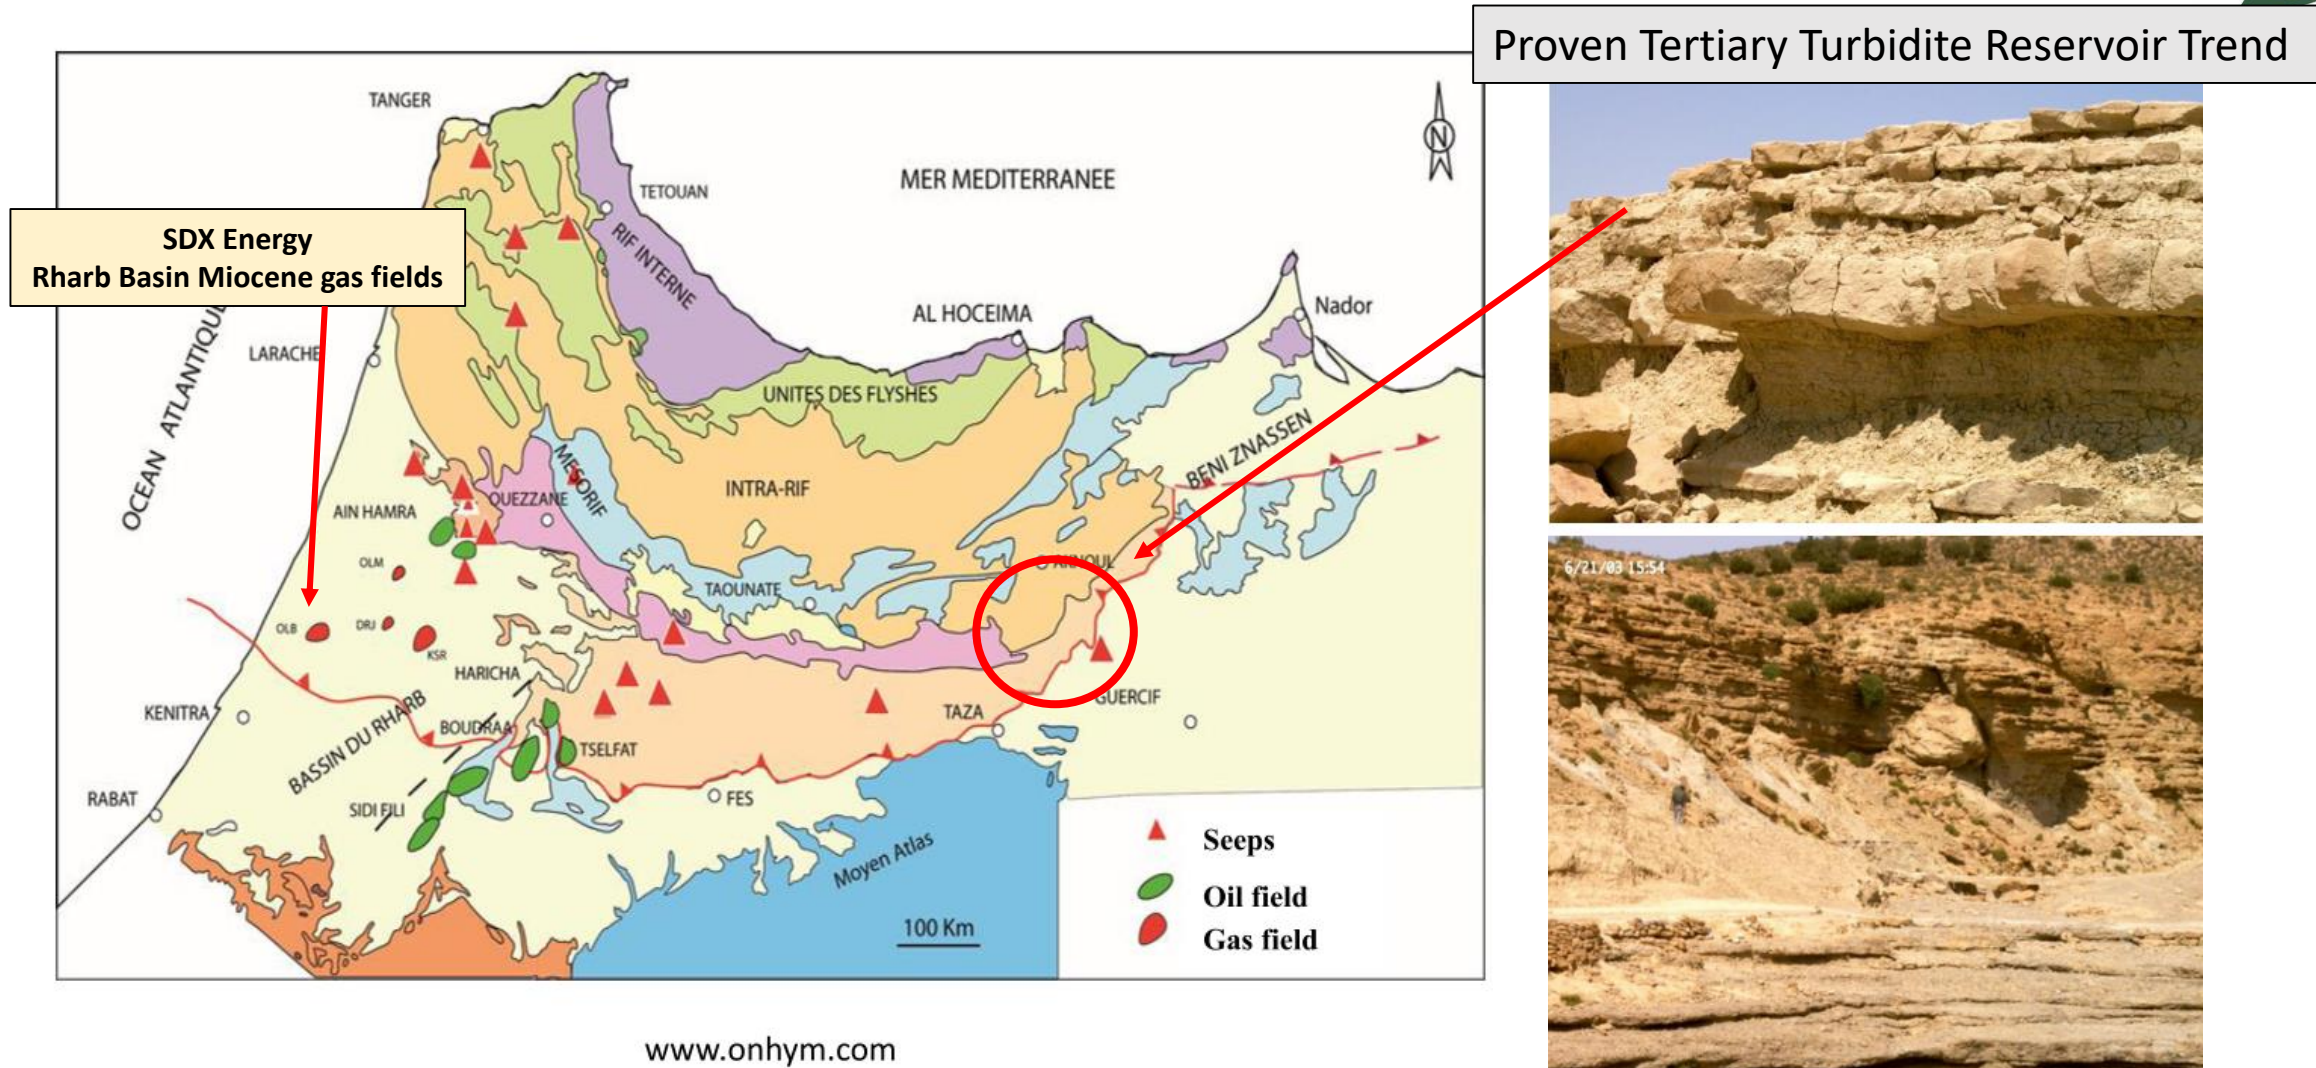 Proven Tertiary Turbidite Reservoir Trend
TANGER
TETOUAN
MER MEDITERRANEE
N
SDX Energy
Rharb Basin Miocene gas fields
RIF INTERNE
OCEAN ATLANTIQUE
LARACHE
AL HOCEIMA
Nador
UNITES DES FLYSHES
BENI ZNASSEN
MESORIF
OUEZZANE
INTRA-RIF
AIN HAMRA
OLM
AKNOUL
TAOUNATE
OLB
DRJ
KSR
HARICHA
KENITRA
BASSIN DU RHARB
BOUDRAA
TSELFAT
TAZA
GUERCIF
RABAT
SIDI FILI
FES
Moyen Atlas
100 Km
Seeps
Oil field
Gas field
6/21/03 15:54
www.onhym.com